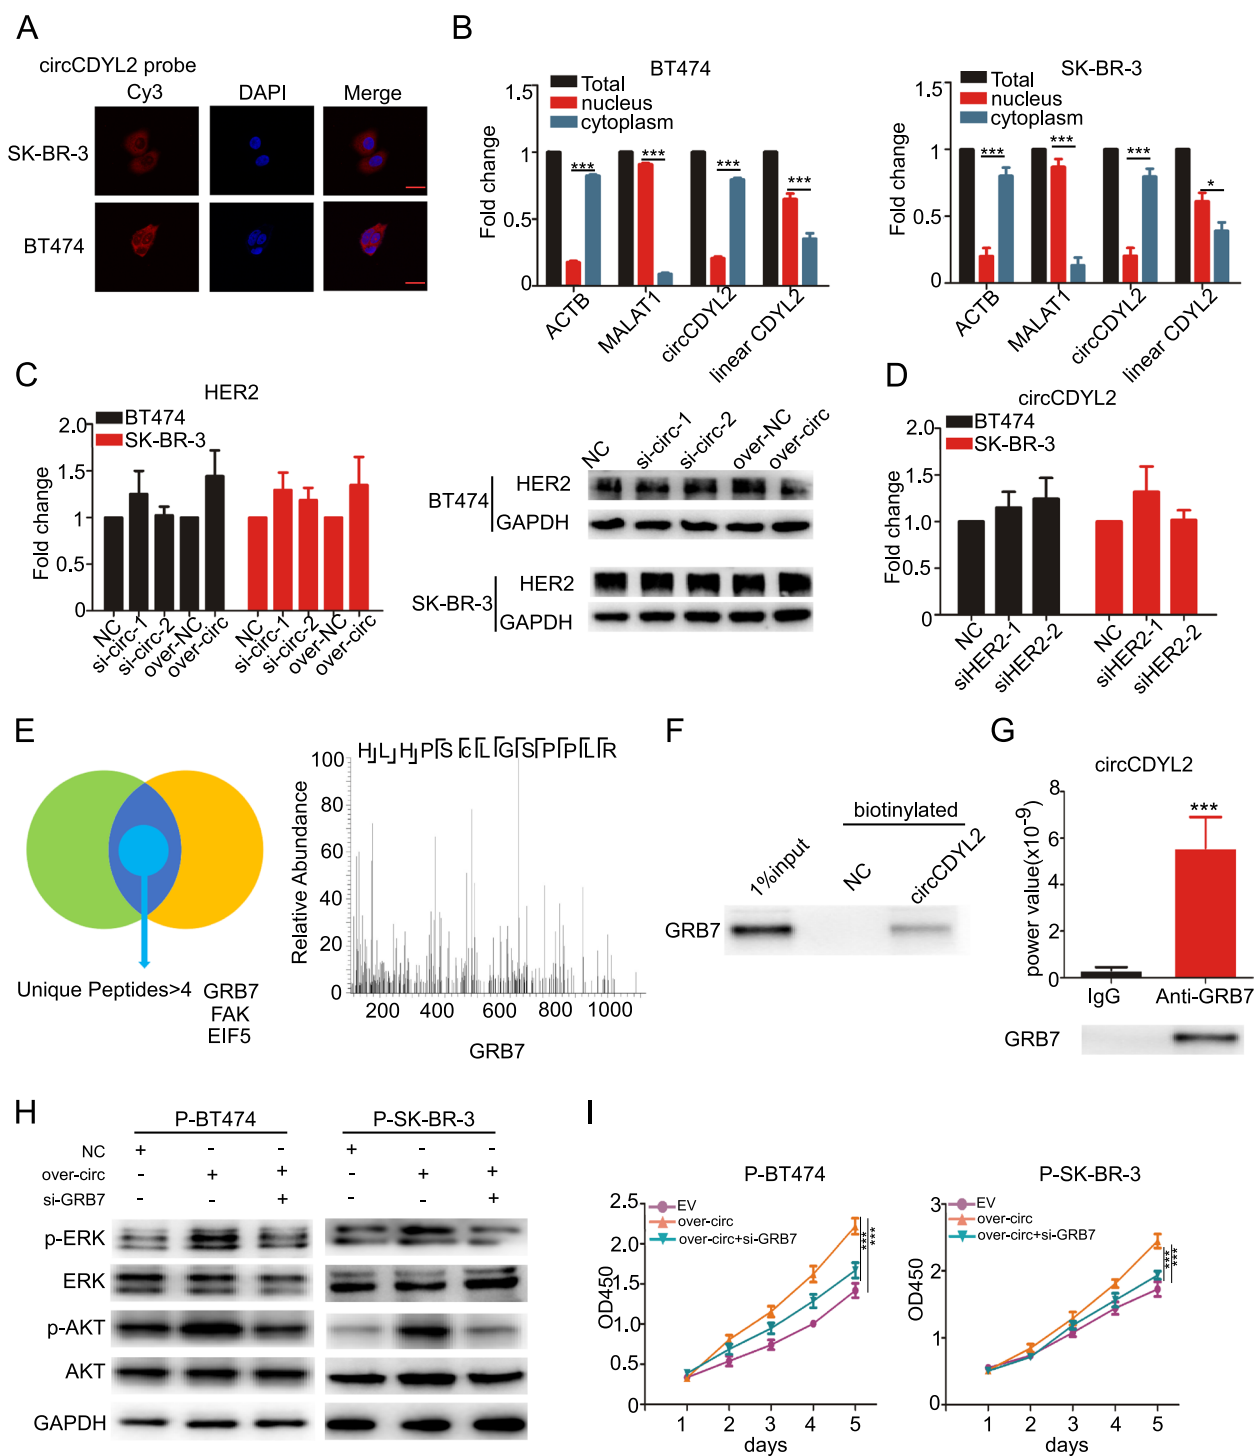 A
circCDYL2 probe
Cy3 DAPI Merge
SK-BR-3
BT474
B
BT474
Total
nucleus
cytoplasm
Fold change
1.5
1
0.5
0
*** *** *** ***
ACTB MALAT1 circCDYL2 linear CDYL2
SK-BR-3
Total
nucleus
cytoplasm
Fold change
1.5
1
0.5
0
*** *** *** *
ACTB MALAT1 circCDYL2 linear CDYL2
C
HER2
BT474
SK-BR-3
Fold change
2.0
1.5
1
0.5
0
NC si-circ-1 si-circ-2 over-NC over-circ NC si-circ-1 si-circ-2 over-NC over-circ
NC si-circ-1 si-circ-2 over-NC over-circ
BT474
HER2
GAPDH
SK-BR-3
HER2
GAPDH
D
circCDYL2
BT474
SK-BR-3
Fold change
2.0
1.5
1.0
0.5
0
NC siHER2-1 siHER2-2 NC siHER2-1 siHER2-2
E
Unique Peptides>4
GRB7
FAK
EIF5
H L H P S c L G S P P L R
Relative Abundance
100
80
60
40
20
0
200 400 600 800 1000
GRB7
F
biotinylated
1%input NC circCDYL2
GRB7
G
circCDYL2
power value(x10-9)
8
6
4
2
0
***
IgG Anti-GRB7
GRB7
H
P-BT474 P-SK-BR-3
NC + - - + - -
over-circ - + + - + +
si-GRB7 - - + - - +
p-ERK
ERK
p-AKT
AKT
GAPDH
I
P-BT474
EV
over-circ
over-circ+si-GRB7
OD450
2.5
2.0
1.5
1.0
0.5
0
*** ***
1 2 3 4 5
days
P-SK-BR-3
EV
over-circ
over-circ+si-GRB7
OD450
3
2
1
0
*** ***
1 2 3 4 5
days